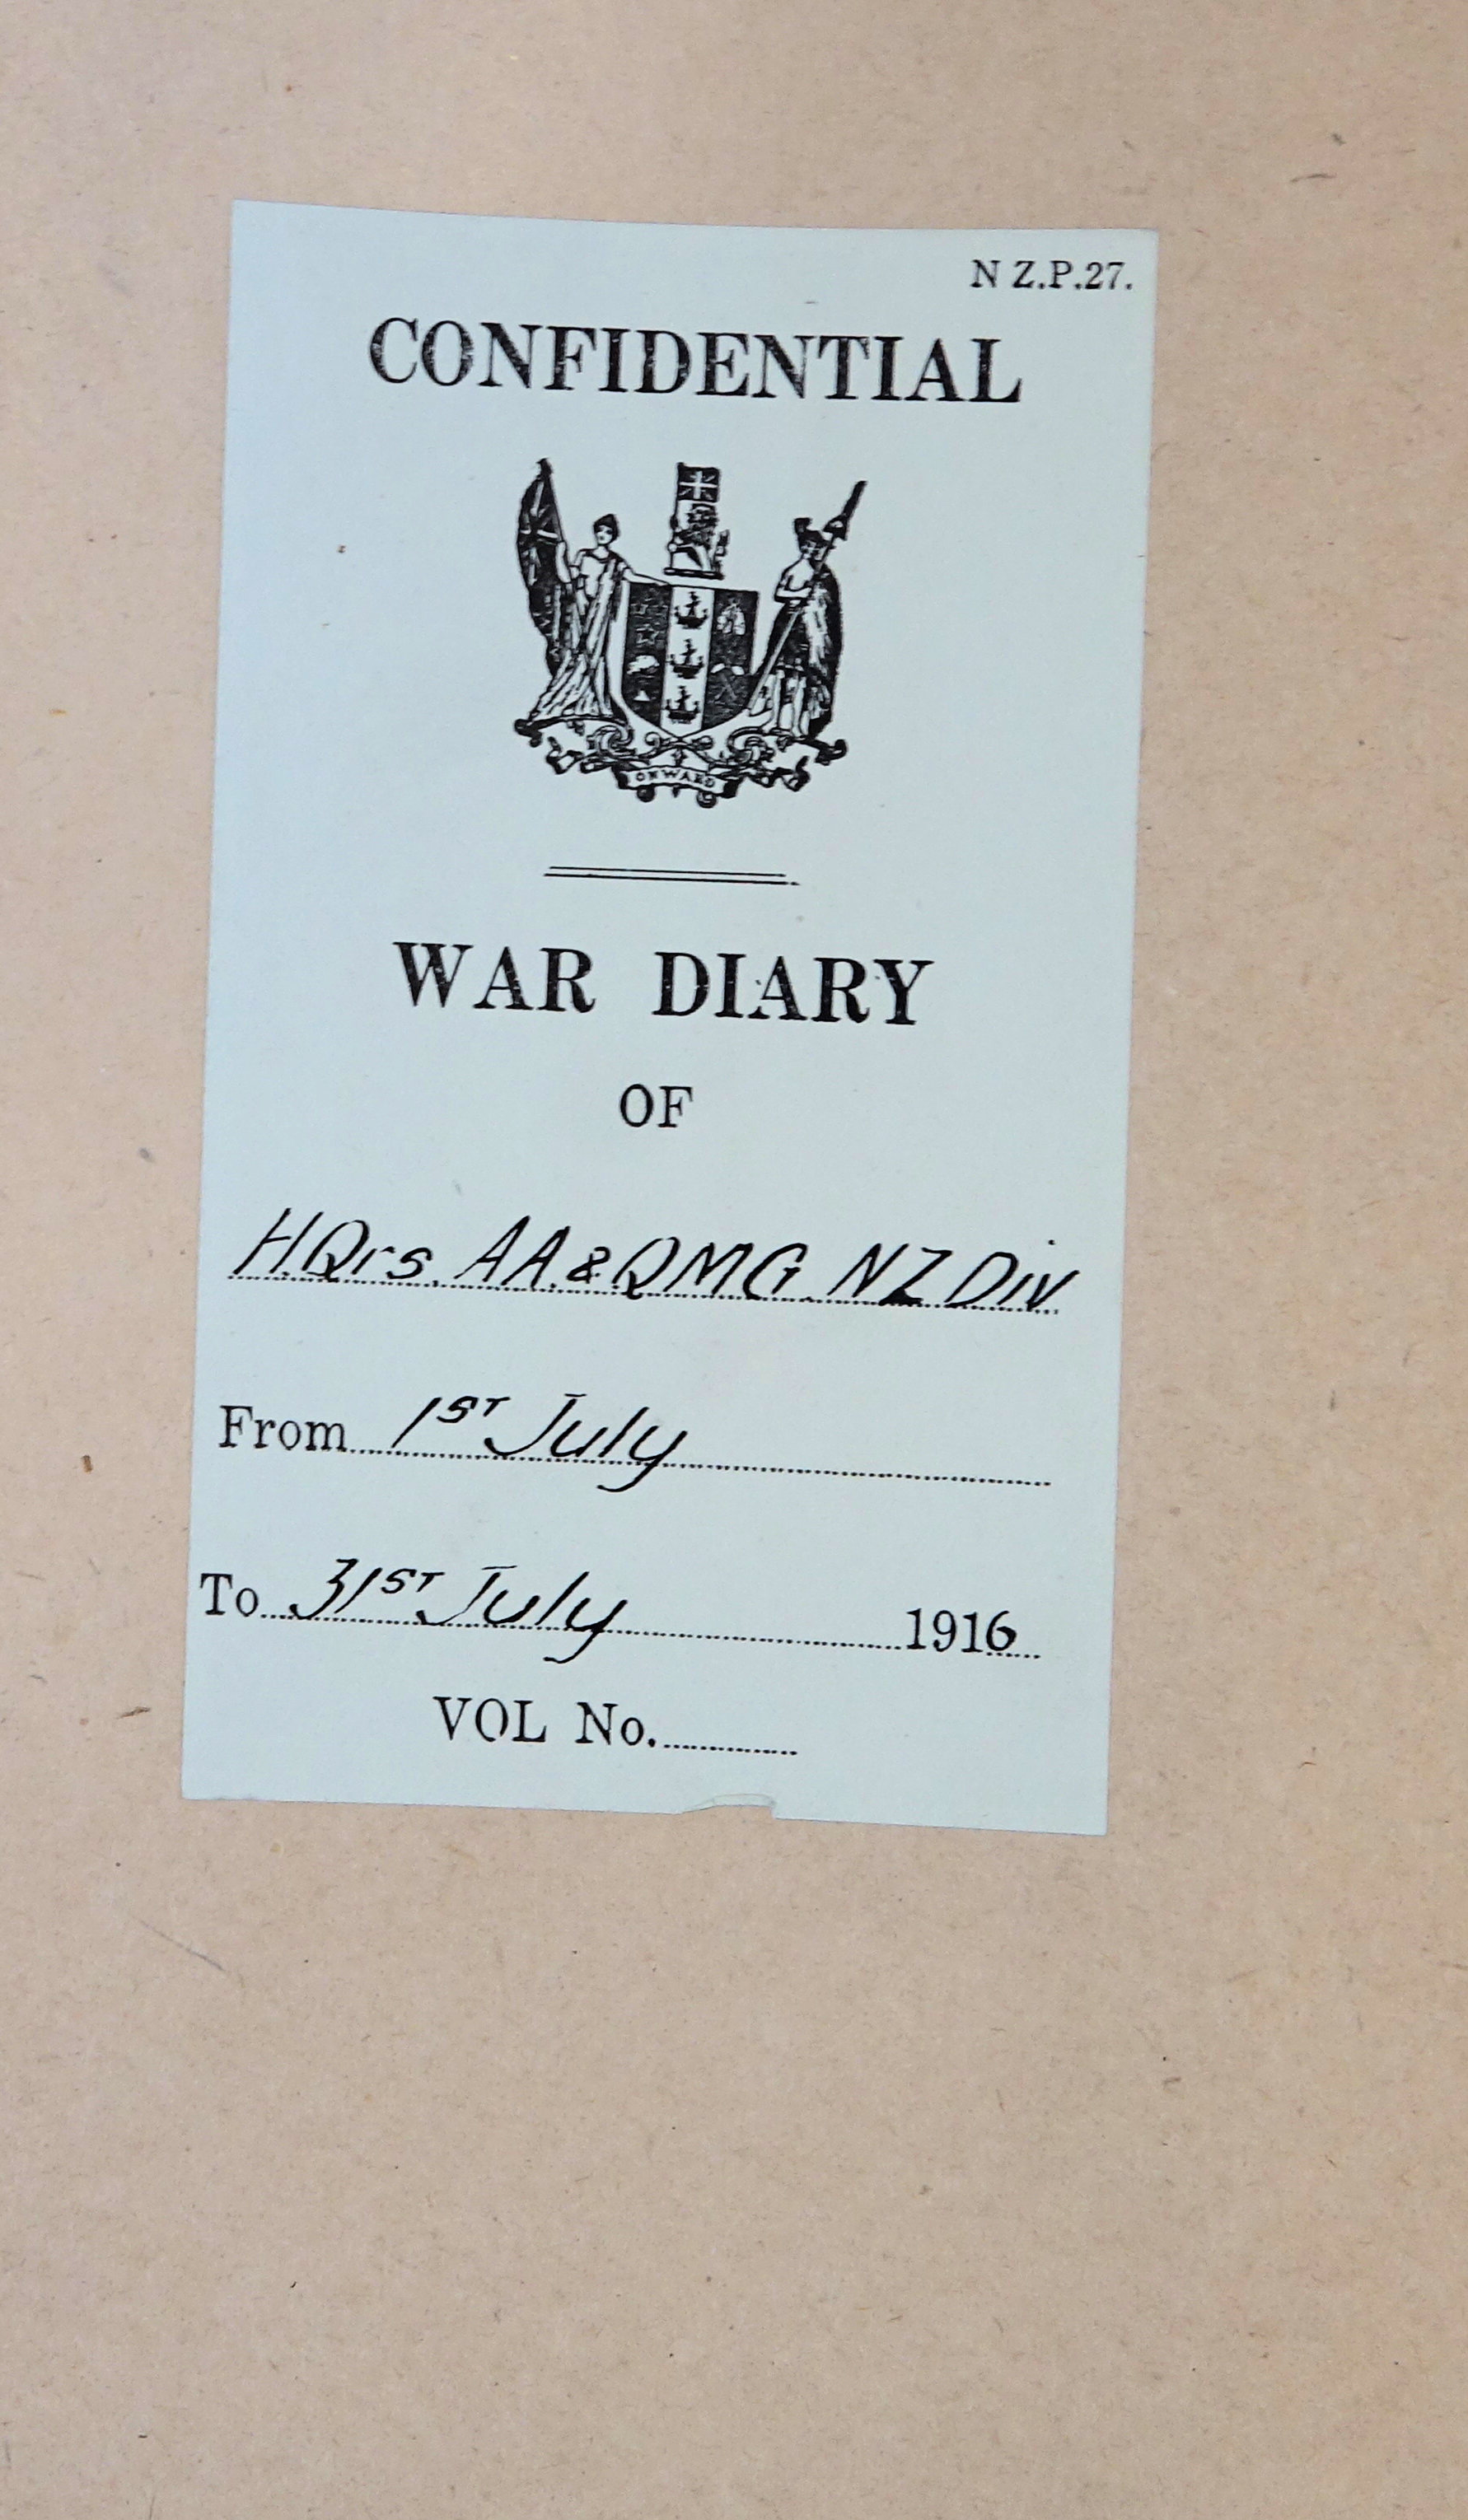 N Z.P.27.
CONFIDENTIAL
ONWARD
WAR DIARY
OF
H.Qrs. AA.&QMG. NZ Div
From 1ST July
To 31ST July 1916
VOL No.